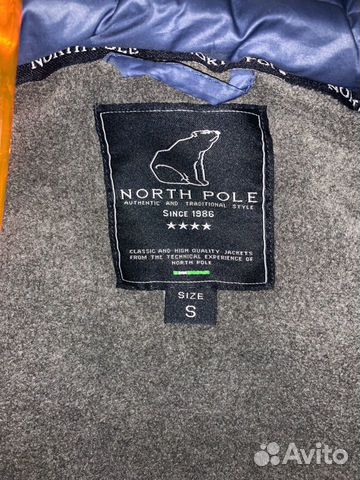 NORTH POLE
NORTH POLE
AUTHENTIC AND TRADITIONAL STYLE
SINCE 1986
CLASSIC AND HIGH QUALITY JACKETS
FROM THE TECHNICAL EXPERIENCE OF
NORTH POLE
SIZE
S
Avito